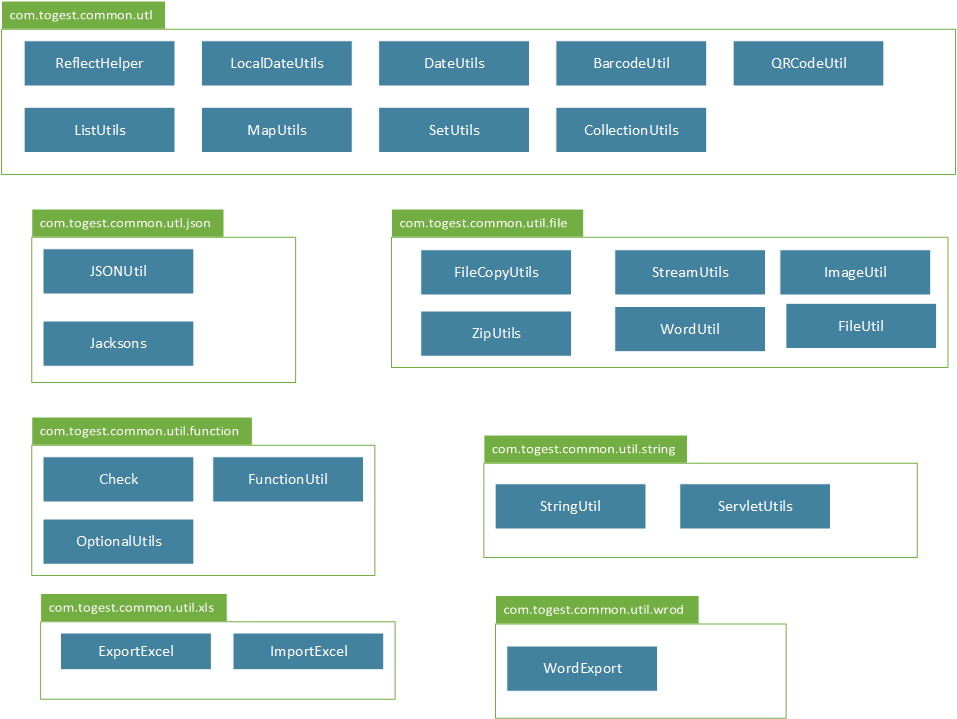 com.togest.common.utl
ReflectHelper LocalDateUtils DateUtils BarcodeUtil QRCodeUtil
ListUtils MapUtils SetUtils CollectionUtils
com.togest.common.utl.json
JSONUtil
Jacksons
com.togest.common.util.file
FileCopyUtils StreamUtils ImageUtil
ZipUtils WordUtil FileUtil
com.togest.common.util.function
Check FunctionUtil
OptionalUtils
com.togest.common.util.string
StringUtil ServletUtils
com.togest.common.util.xls
ExportExcel ImportExcel
com.togest.common.util.wrod
WordExport